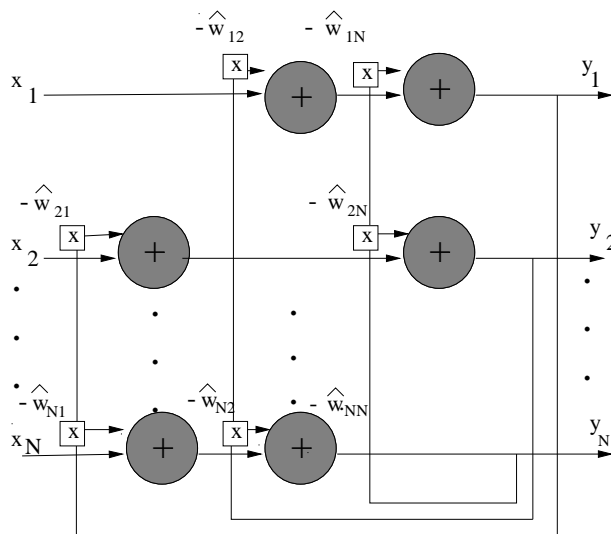 - ŵ₁₂ - ŵ₁N
x x y₁
x₁ + +
- ŵ₂₁ - ŵ₂N
x x y₂
x₂ + +
- ŵN₁ - ŵN₂ - ŵNN
x x yN
xN + +